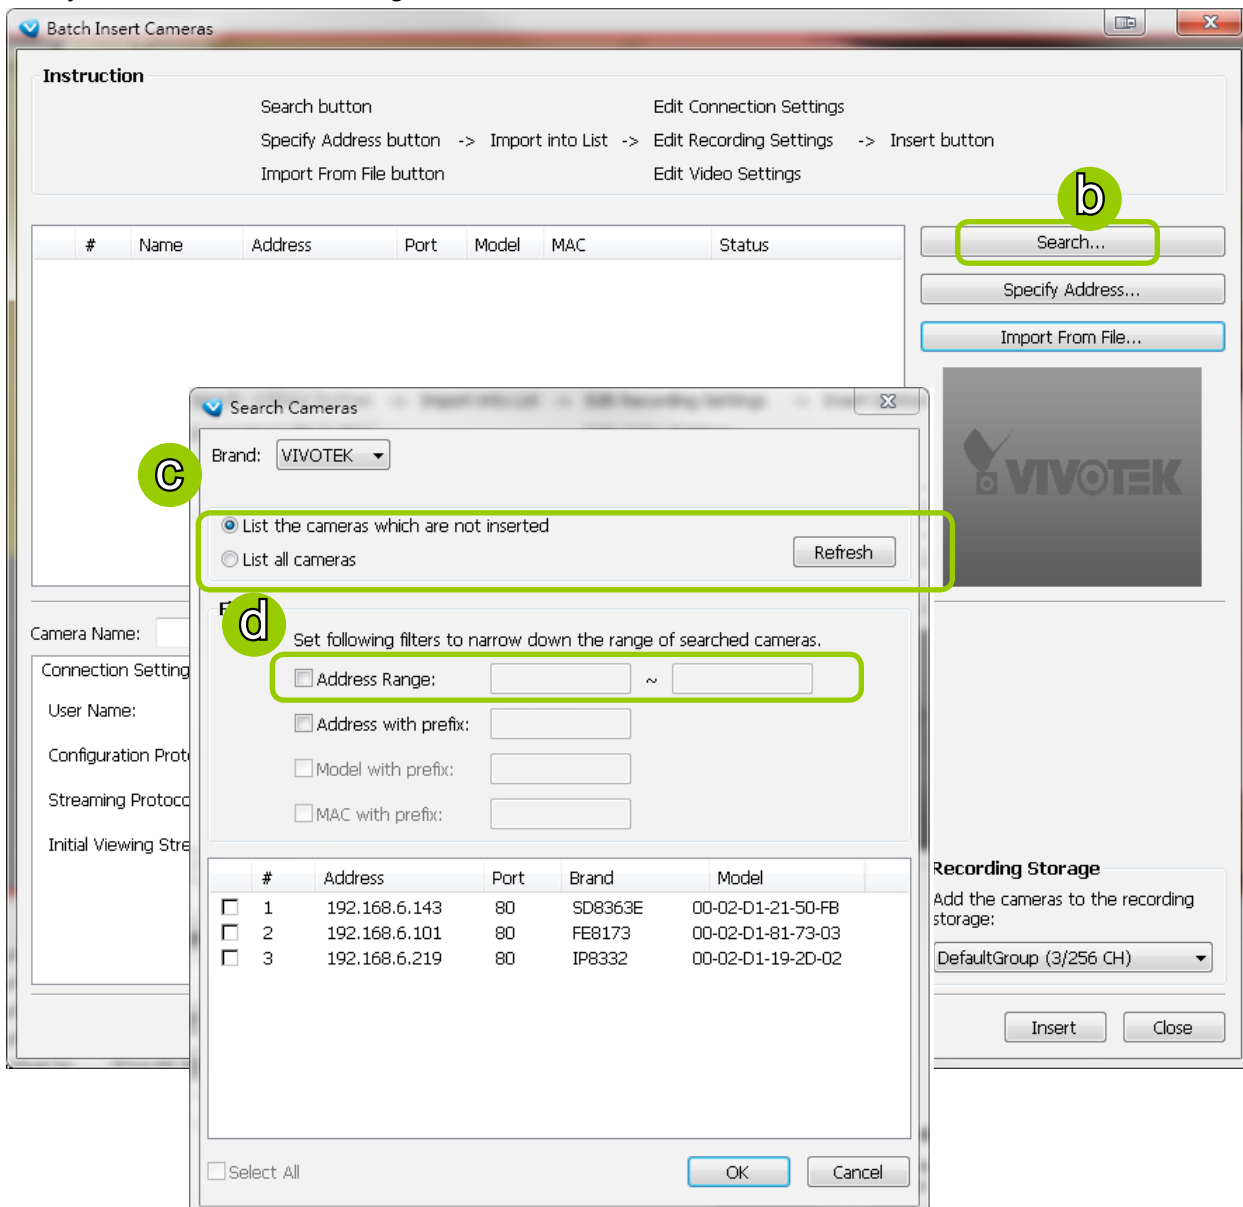 Batch Insert Cameras
Instruction
Search button
Edit Connection Settings
Specify Address button -> Import into List -> Edit Recording Settings -> Insert button
Import From File button
Edit Video Settings
b
# Name Address Port Model MAC Status
Search...
Specify Address...
Import From File...
VIVOTEK
Search Cameras
c
Brand: VIVOTEK
List the cameras which are not inserted
List all cameras
Refresh
d
Set following filters to narrow down the range of searched cameras.
Address Range: ~
Address with prefix:
Model with prefix:
MAC with prefix:
Camera Name:
Connection Setting
User Name:
Configuration Prot
Streaming Protoco
Initial Viewing Stre
# Address Port Brand Model
1 192.168.6.143 80 SD8363E 00-02-D1-21-50-FB
2 192.168.6.101 80 FE8173 00-02-D1-81-73-03
3 192.168.6.219 80 IP8332 00-02-D1-19-2D-02
Select All
OK
Cancel
Recording Storage
Add the cameras to the recording
storage:
DefaultGroup (3/256 CH)
Insert
Close